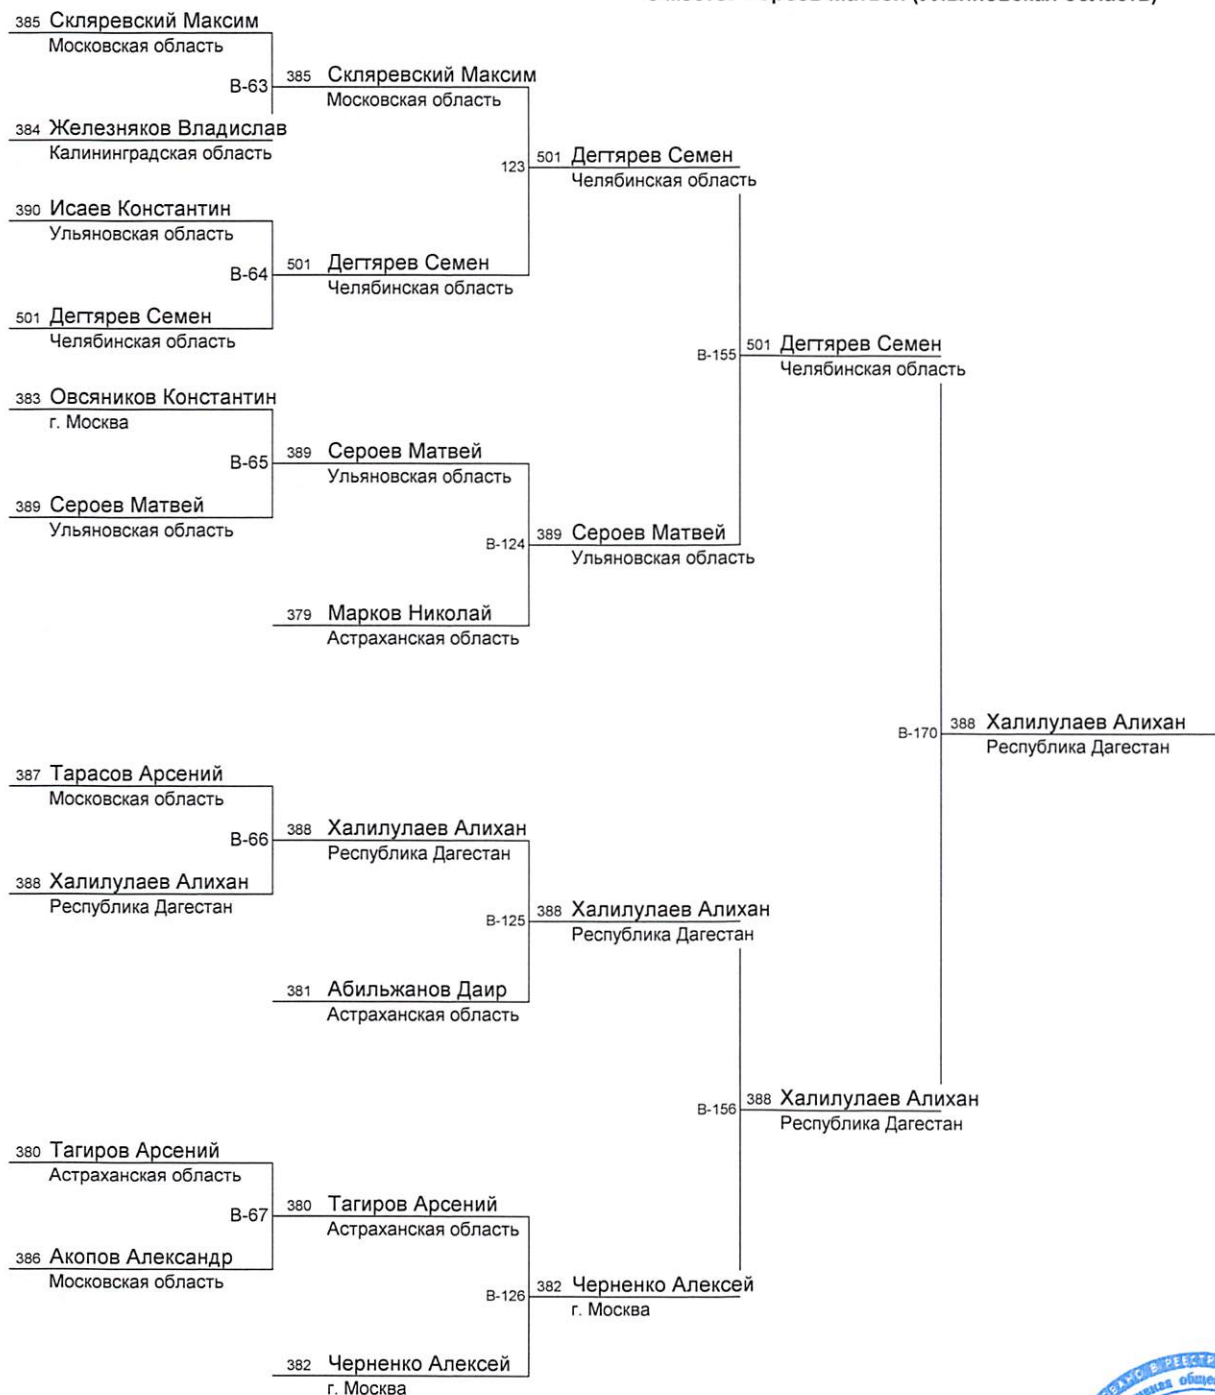 (Ульяновская область)
385 Скляревский Максим
Московская область
В-63
385 Скляревский Максим
Московская область
384 Железняков Владислав
Калининградская область
123
501 Дегтярев Семен
Челябинская область
390 Исаев Константин
Ульяновская область
В-64
501 Дегтярев Семен
Челябинская область
501 Дегтярев Семен
Челябинская область
В-155
501 Дегтярев Семен
Челябинская область
383 Овсяников Константин
г. Москва
В-65
389 Сероев Матвей
Ульяновская область
389 Сероев Матвей
Ульяновская область
В-124
389 Сероев Матвей
Ульяновская область
379 Марков Николай
Астраханская область
В-170
388 Халилулаев Алихан
Республика Дагестан
387 Тарасов Арсений
Московская область
В-66
388 Халилулаев Алихан
Республика Дагестан
388 Халилулаев Алихан
Республика Дагестан
В-125
388 Халилулаев Алихан
Республика Дагестан
381 Абильжанов Даир
Астраханская область
В-156
388 Халилулаев Алихан
Республика Дагестан
380 Тагиров Арсений
Астраханская область
В-67
380 Тагиров Арсений
Астраханская область
386 Акопов Александр
Московская область
В-126
382 Черненко Алексей
г. Москва
382 Черненко Алексей
г. Москва